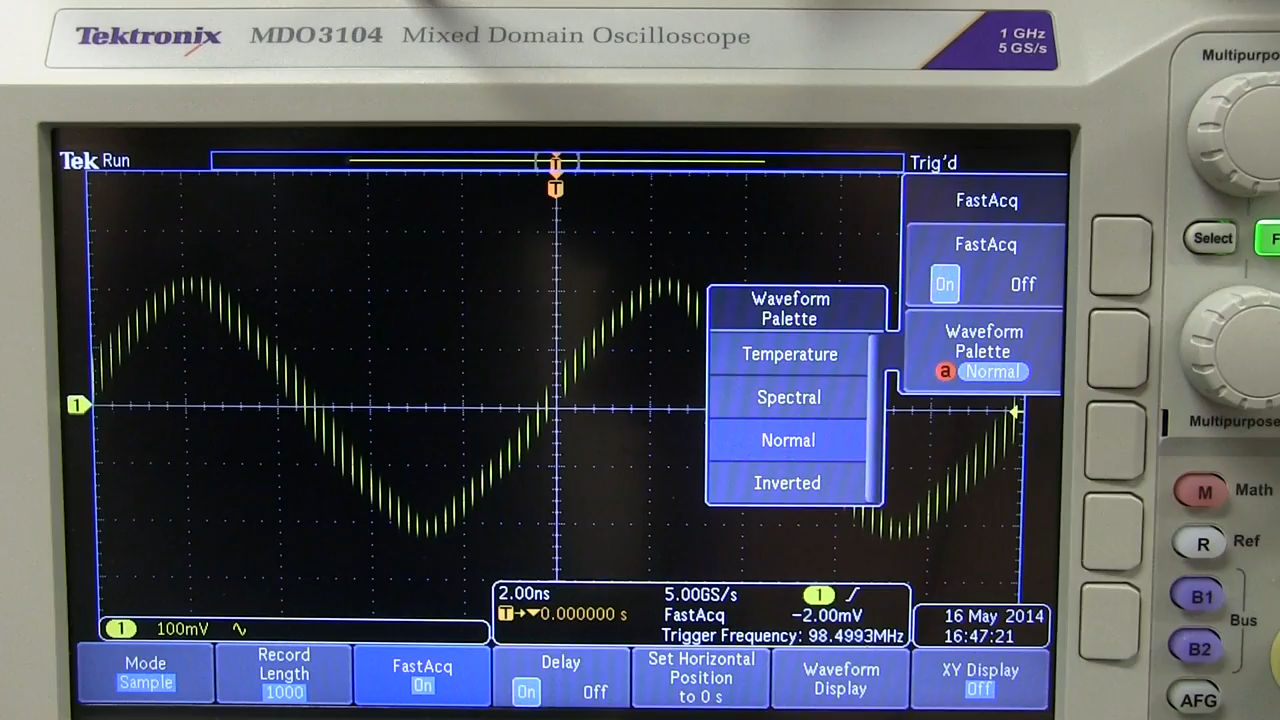 Tektronix MDO3104 Mixed Domain Oscilloscope
1 GHz
5 GS/s
Multipurpo
Tek Run
T
Trig'd
T
FastAcq
FastAcq
On Off
Waveform
Palette
a Normal
Waveform
Palette
Temperature
Spectral
Normal
Inverted
1
Select
F
Multipurpose
M Math
R Ref
B1
Bus
B2
AFG
2.00ns 5.00GS/s 1
T→▼0.000000 s FastAcq −2.00mV
Trigger Frequency: 98.4993MHz
16 May 2014
16:47:21
1 100mV ∿
Mode
Sample
Record
Length
1000
FastAcq
On
Delay
On Off
Set Horizontal
Position
to 0 s
Waveform
Display
XY Display
Off